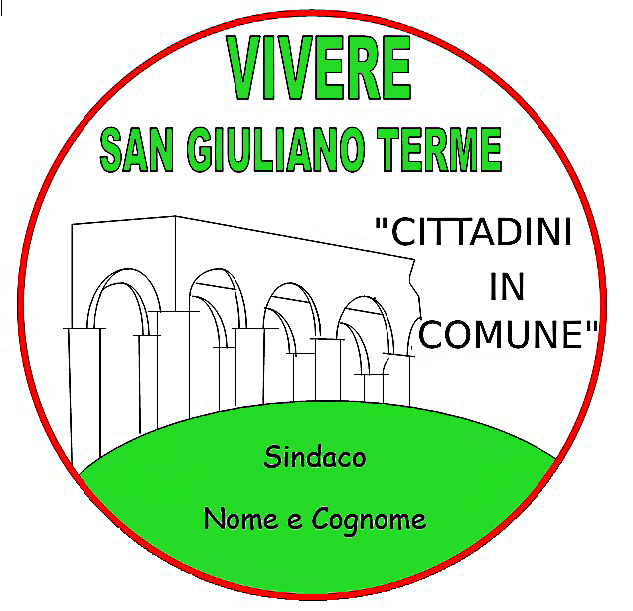 VIVERE
SAN GIULIANO TERME
"CITTADINI
IN
COMUNE"
Sindaco
Nome e Cognome